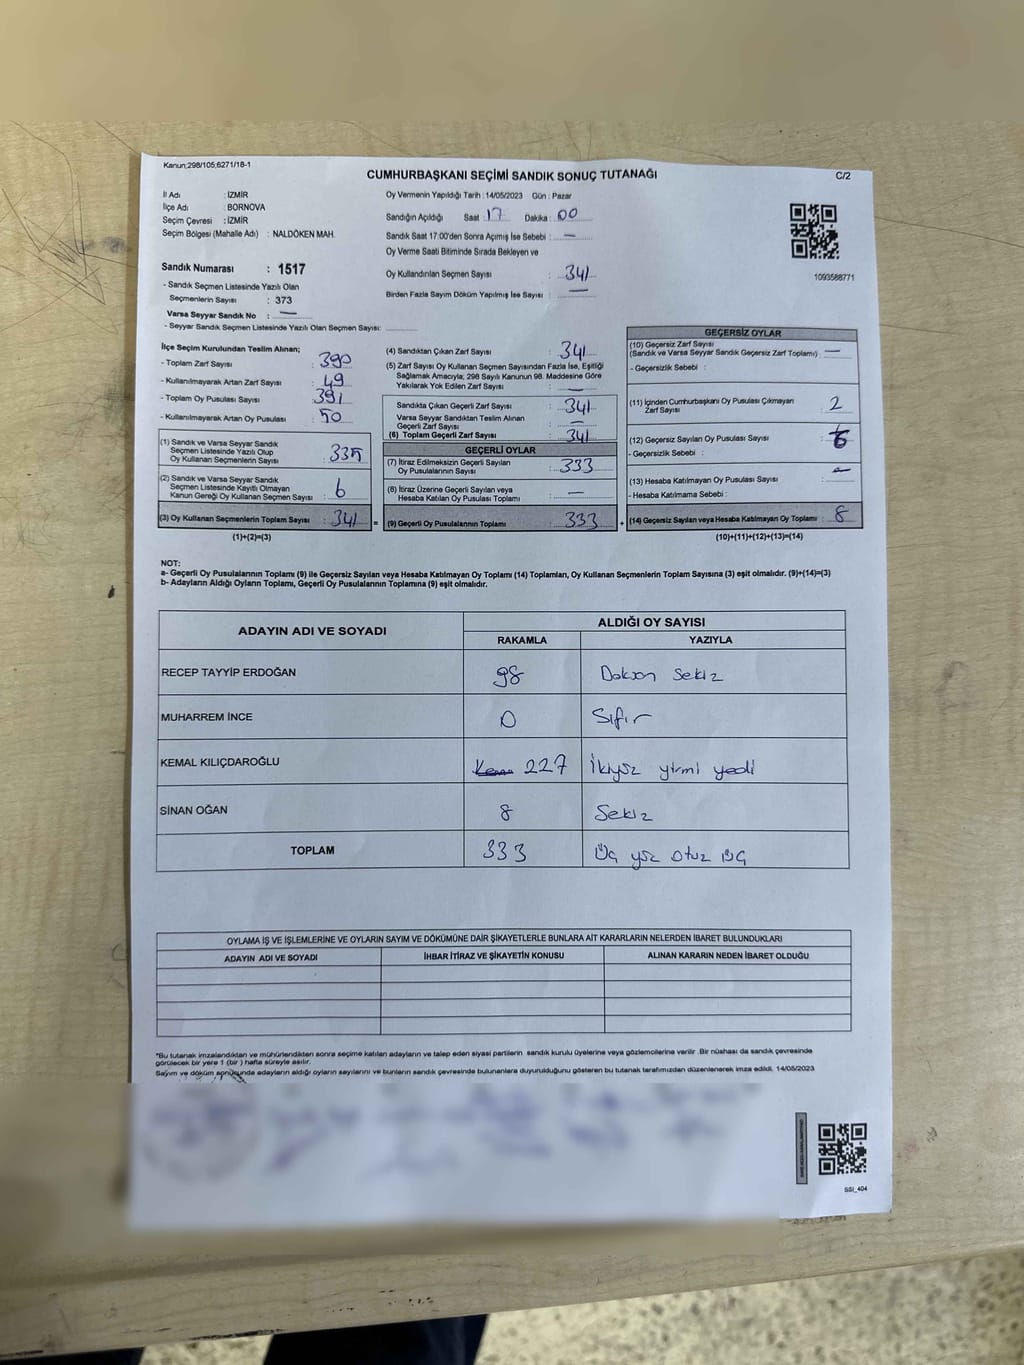 Kanun;298/105,6271/18-1
CUMHURBAŞKANI SEÇİMİ SANDIK SONUÇ TUTANAĞI
C/2
İl Adı : İZMİR
İlçe Adı : BORNOVA
Seçim Çevresi : İZMİR
Seçim Bölgesi (Mahalle Adı) : NALDÖKEN MAH.
Oy Vermenin Yapıldığı Tarih : 14/05/2023 Gün : Pazar
Sandığın Açıldığı Saat 17 Dakika : 00
Sandık Saat 17:00'den Sonra Açımış İse Sebebi : —
Oy Verme Saati Bitiminde Sırada Bekleyen ve
Oy Kullandırılan Seçmen Sayısı : 341
Birden Fazla Sayım Döküm Yapılmış İse Sayısı : —
1093588771
Sandık Numarası : 1517
- Sandık Seçmen Listesinde Yazılı Olan
Seçmenlerin Sayısı : 373
Varsa Seyyar Sandık No : —
- Seyyar Sandık Seçmen Listesinde Yazılı Olan Seçmen Sayısı:
İlçe Seçim Kurulundan Teslim Alınan;
- Toplam Zarf Sayısı : 390
- Kullanılmayarak Artan Zarf Sayısı : 49
- Toplam Oy Pusulası Sayısı : 391
- Kullanılmayarak Artan Oy Pusulası : 50
(1) Sandık ve Varsa Seyyar Sandık
Seçmen Listesinde Yazılı Olup
Oy Kullanan Seçmenlerin Sayısı : 335
(2) Sandık ve Varsa Seyyar Sandık
Seçmen Listesinde Kayıtlı Olmayan
Kanun Gereği Oy Kullanan Seçmen Sayısı : 6
(3) Oy Kullanan Seçmenlerin Toplam Sayısı : 341 =
(1)+(2)=(3)
(4) Sandıktan Çıkan Zarf Sayısı : 341
(5) Zarf Sayısı Oy Kullanan Seçmen Sayısından Fazla İse, Eşitliği
Sağlamak Amacıyla; 298 Sayılı Kanunun 98. Maddesine Göre
Yakılarak Yok Edilen Zarf Sayısı : —
Sandıkta Çıkan Geçerli Zarf Sayısı : 341
Varsa Seyyar Sandıktan Teslim Alınan
Geçerli Zarf Sayısı : —
(6) Toplam Geçerli Zarf Sayısı : 341
GEÇERLİ OYLAR
(7) İtiraz Edilmeksizin Geçerli Sayılan
Oy Pusulalarının Sayısı : 333
(8) İtiraz Üzerine Geçerli Sayılan veya
Hesaba Katılan Oy Pusulası Toplamı : —
(9) Geçerli Oy Pusulalarının Toplamı : 333 +
GEÇERSİZ OYLAR
(10) Geçersiz Zarf Sayısı
(Sandık ve Varsa Seyyar Sandık Geçersiz Zarf Toplamı) : —
- Geçersizlik Sebebi :
(11) İçinden Cumhurbaşkanı Oy Pusulası Çıkmayan
Zarf Sayısı : 2
(12) Geçersiz Sayılan Oy Pusulası Sayısı : 6
- Geçersizlik Sebebi :
(13) Hesaba Katılmayan Oy Pusulası Sayısı : —
- Hesaba Katılmama Sebebi :
(14) Geçersiz Sayılan veya Hesaba Katılmayan Oy Toplamı : 8
(10)+(11)+(12)+(13)=(14)
NOT:
a- Geçerli Oy Pusulalarının Toplamı (9) ile Geçersiz Sayılan veya Hesaba Katılmayan Oy Toplamı (14) Toplamları, Oy Kullanan Seçmenlerin Toplam Sayısına (3) eşit olmalıdır. (9)+(14)=(3)
b- Adayların Aldığı Oyların Toplamı, Geçerli Oy Pusulalarının Toplamına (9) eşit olmalıdır.
ADAYIN ADI VE SOYADI ALDIĞI OY SAYISI
RAKAMLA YAZIYLA
RECEP TAYYİP ERDOĞAN 98 Doksan Sekiz
MUHARREM İNCE 0 Sıfır
KEMAL KILIÇDAROĞLU 227 İkiyüz yirmi yedi
SİNAN OĞAN 8 Sekiz
TOPLAM 333 Üç yüz otuz üç
OYLAMA İŞ VE İŞLEMLERİNE VE OYLARIN SAYIM VE DÖKÜMÜNE DAİR ŞİKAYETLERLE BUNLARA AİT KARARLARIN NELERDEN İBARET BULUNDUKLARI
ADAYIN ADI VE SOYADI İHBAR İTİRAZ VE ŞİKAYETİN KONUSU ALINAN KARARIN NEDEN İBARET OLDUĞU
*Bu tutanak imzalandıktan ve mühürlendikten sonra seçime katılan adayların ve talep eden siyasi partilerin sandık kurulu üyelerine veya gözlemcilerine verilir .Bir nüshası da sandık çevresinde
görülecek bir yere 1 (bir ) hafta süreyle asılır.
Sayım ve döküm sonucunda adayların aldığı oyların sayılarını ve bunların sandık çevresinde bulunanlara duyurulduğunu gösteren bu tutanak tarafımızdan düzenlenerek imza edildi. 14/05/2023
SSI_404